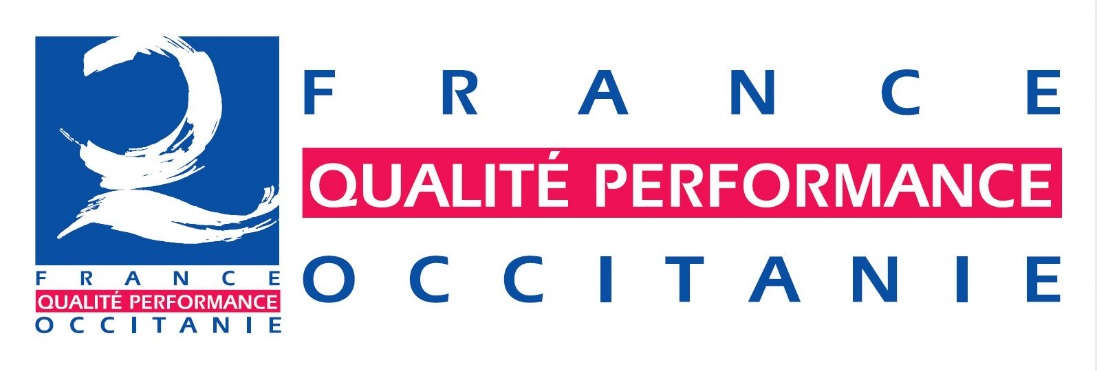 FRANCE
QUALITÉ PERFORMANCE
OCCITANIE
FRANCE
QUALITÉ PERFORMANCE
OCCITANIE